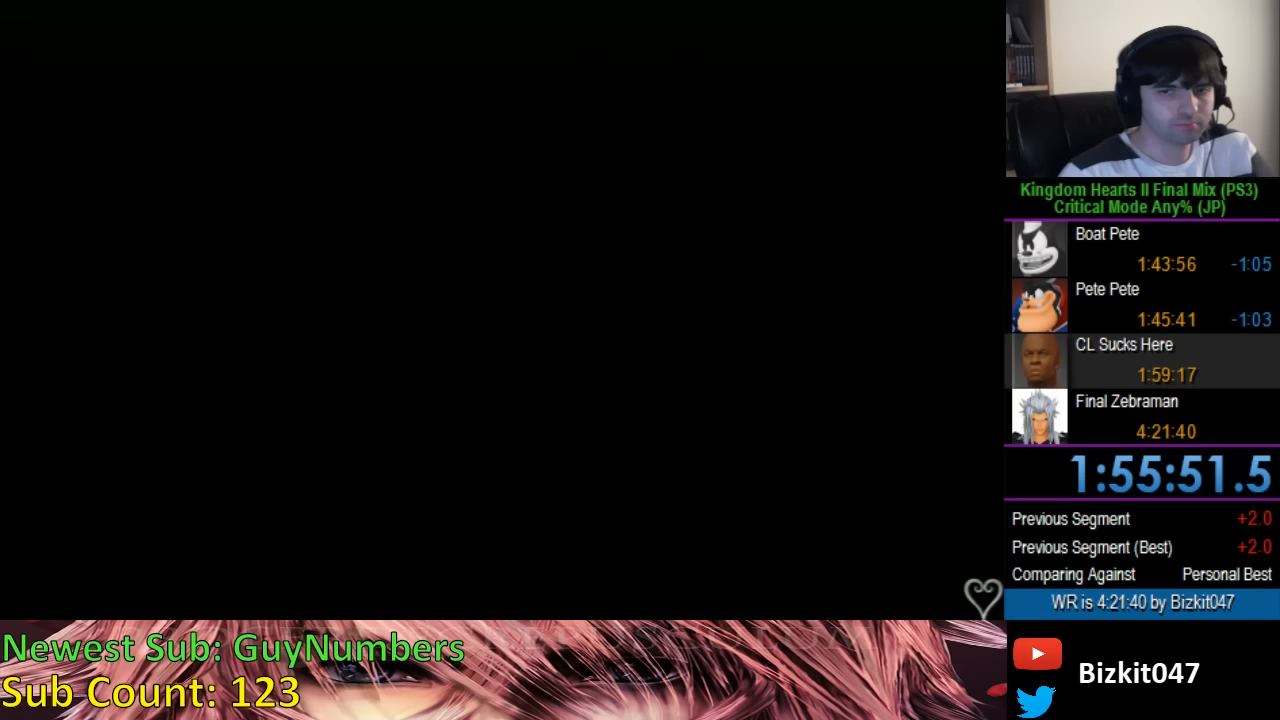 Kingdom Hearts II Final Mix (PS3)
Critical Mode Any% (JP)
Boat Pete
1:43:56 -1:05
Pete Pete
1:45:41 -1:03
CL Sucks Here
1:59:17
Final Zebraman
4:21:40
1:55:51.5
Previous Segment +2.0
Previous Segment (Best) +2.0
Comparing Against Personal Best
WR is 4:21:40 by Bizkit047
Newest Sub: GuyNumbers
Sub Count: 123
Bizkit047